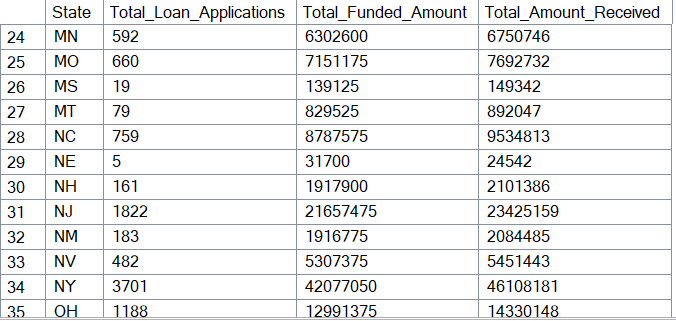 State Total_Loan_Applications Total_Funded_Amount Total_Amount_Received
24 MN 592 6302600 6750746
25 MO 660 7151175 7692732
26 MS 19 139125 149342
27 MT 79 829525 892047
28 NC 759 8787575 9534813
29 NE 5 31700 24542
30 NH 161 1917900 2101386
31 NJ 1822 21657475 23425159
32 NM 183 1916775 2084485
33 NV 482 5307375 5451443
34 NY 3701 42077050 46108181
35 OH 1188 12991375 14330148